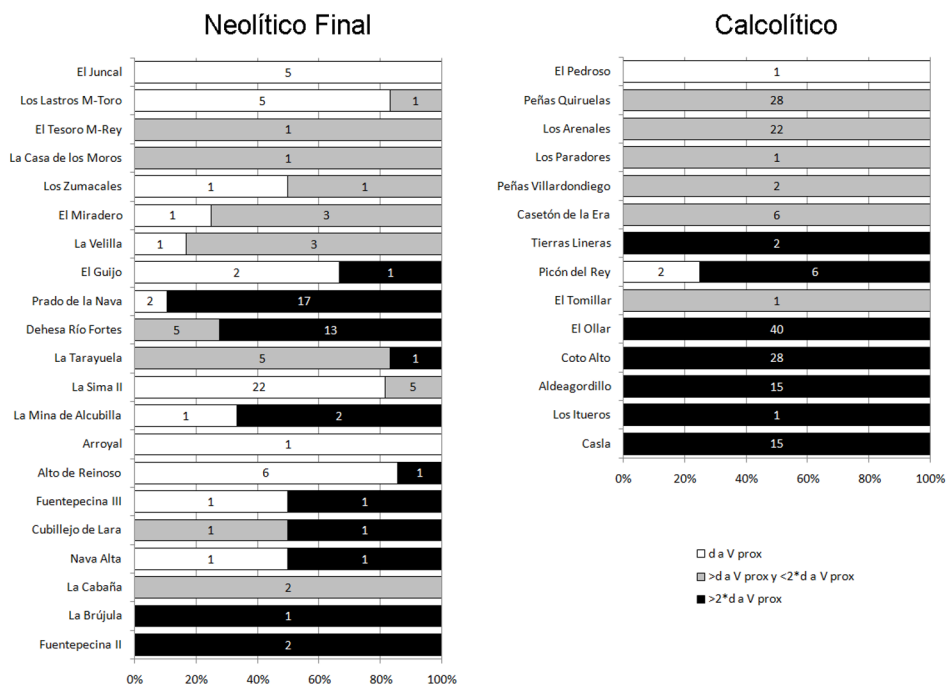 Neolítico Final
El Juncal 5
Los Lastros M-Toro 5 1
El Tesoro M-Rey 1
La Casa de los Moros 1
Los Zumacales 1 1
El Miradero 1 3
La Velilla 1 3
El Guijo 2 1
Prado de la Nava 2 17
Dehesa Río Fortes 5 13
La Tarayuela 5 1
La Sima II 22 5
La Mina de Alcubilla 1 2
Arroyal 1
Alto de Reinoso 6 1
Fuentepecina III 1 1
Cubillejo de Lara 1 1
Nava Alta 1 1
La Cabaña 2
La Brújula 1
Fuentepecina II 2
0% 20% 40% 60% 80% 100%
Calcolítico
El Pedroso 1
Peñas Quiruelas 28
Los Arenales 22
Los Paradores 1
Peñas Villardondiego 2
Casetón de la Era 6
Tierras Lineras 2
Picón del Rey 2 6
El Tomillar 1
El Ollar 40
Coto Alto 28
Aldeagordillo 15
Los Itueros 1
Casla 15
0% 20% 40% 60% 80% 100%
d a V prox
>d a V prox y <2*d a V prox
>2*d a V prox